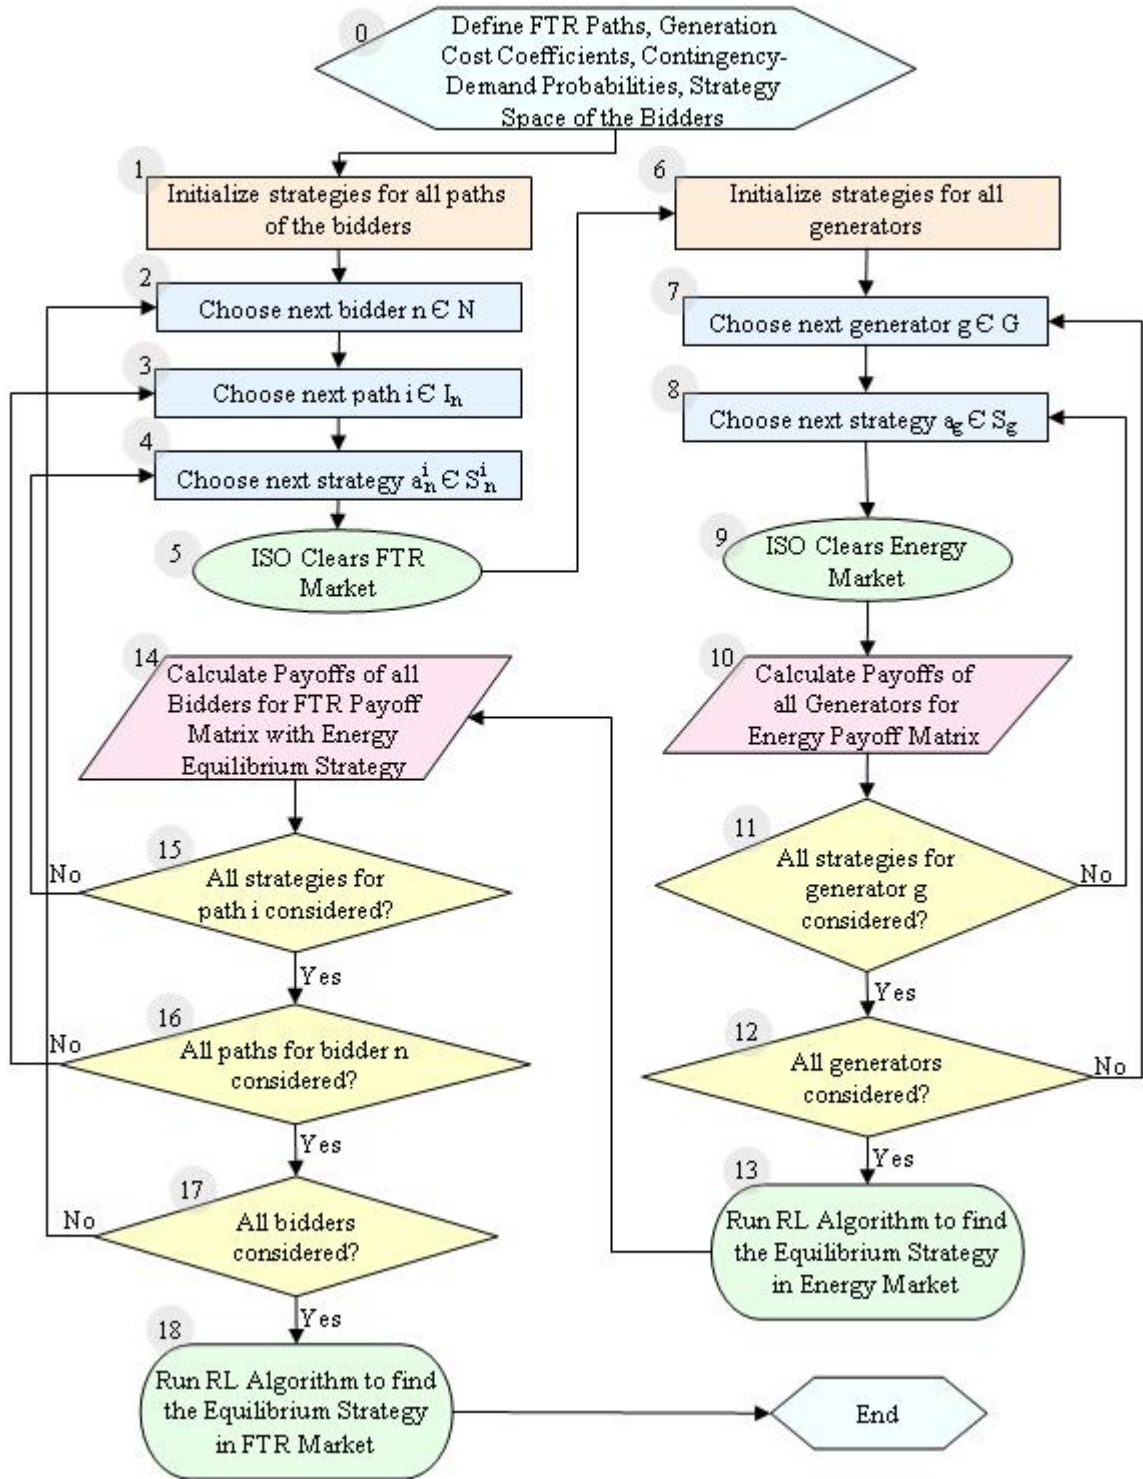 0
Define FTR Paths, Generation
Cost Coefficients, Contingency-
Demand Probabilities, Strategy
Space of the Bidders
1
Initialize strategies for all paths
of the bidders
2
Choose next bidder n Є N
3
Choose next path i Є Iₙ
4
Choose next strategy aₙⁱ Є Sₙⁱ
5
ISO Clears FTR
Market
6
Initialize strategies for all
generators
7
Choose next generator g Є G
8
Choose next strategy a_g Є S_g
9
ISO Clears Energy
Market
10
Calculate Payoffs of
all Generators for
Energy Payoff Matrix
11
All strategies for
generator g
considered?
No
Yes
12
All generators
considered?
No
Yes
13
Run RL Algorithm to find
the Equilibrium Strategy
in Energy Market
14
Calculate Payoffs of all
Bidders for FTR Payoff
Matrix with Energy
Equilibrium Strategy
15
All strategies for
path i considered?
No
Yes
16
All paths for bidder n
considered?
No
Yes
17
All bidders
considered?
No
Yes
18
Run RL Algorithm to find
the Equilibrium Strategy
in FTR Market
End